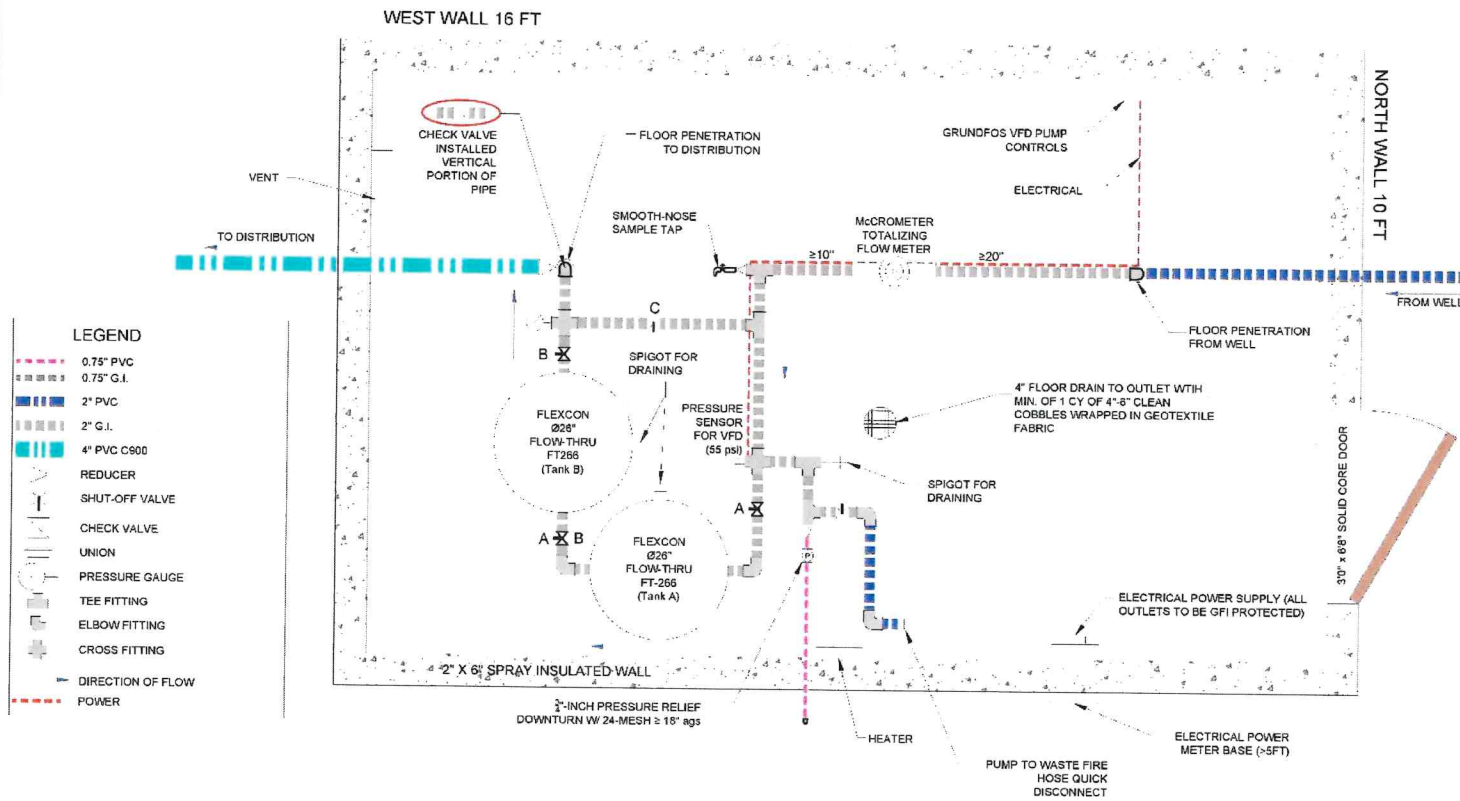 WEST WALL 16 FT
NORTH WALL 10 FT
CHECK VALVE
INSTALLED
VERTICAL
PORTION OF
PIPE
FLOOR PENETRATION
TO DISTRIBUTION
GRUNDFOS VFD PUMP
CONTROLS
VENT
ELECTRICAL
SMOOTH-NOSE
SAMPLE TAP
McCROMETER
TOTALIZING
FLOW METER
TO DISTRIBUTION
≥10"
≥20"
FROM WELL
C
FLOOR PENETRATION
FROM WELL
B
SPIGOT FOR
DRAINING
LEGEND
0.75" PVC
0.75" G.I.
2" PVC
2" G.I.
4" PVC C900
REDUCER
SHUT-OFF VALVE
CHECK VALVE
UNION
PRESSURE GAUGE
TEE FITTING
ELBOW FITTING
CROSS FITTING
DIRECTION OF FLOW
POWER
FLEXCON
Ø26"
FLOW-THRU
FT266
(Tank B)
PRESSURE
SENSOR
FOR VFD
(55 psi)
4" FLOOR DRAIN TO OUTLET WTIH
MIN. OF 1 CY OF 4"-6" CLEAN
COBBLES WRAPPED IN GEOTEXTILE
FABRIC
SPIGOT FOR
DRAINING
A
A B
FLEXCON
Ø26"
FLOW-THRU
FT-266
(Tank A)
P
3'0" x 6'8" SOLID CORE DOOR
ELECTRICAL POWER SUPPLY (ALL
OUTLETS TO BE GFI PROTECTED)
2" X 6" SPRAY INSULATED WALL
¾"-INCH PRESSURE RELIEF
DOWNTURN W/ 24-MESH ≥ 18" ags
HEATER
ELECTRICAL POWER
METER BASE (>5FT)
PUMP TO WASTE FIRE
HOSE QUICK
DISCONNECT